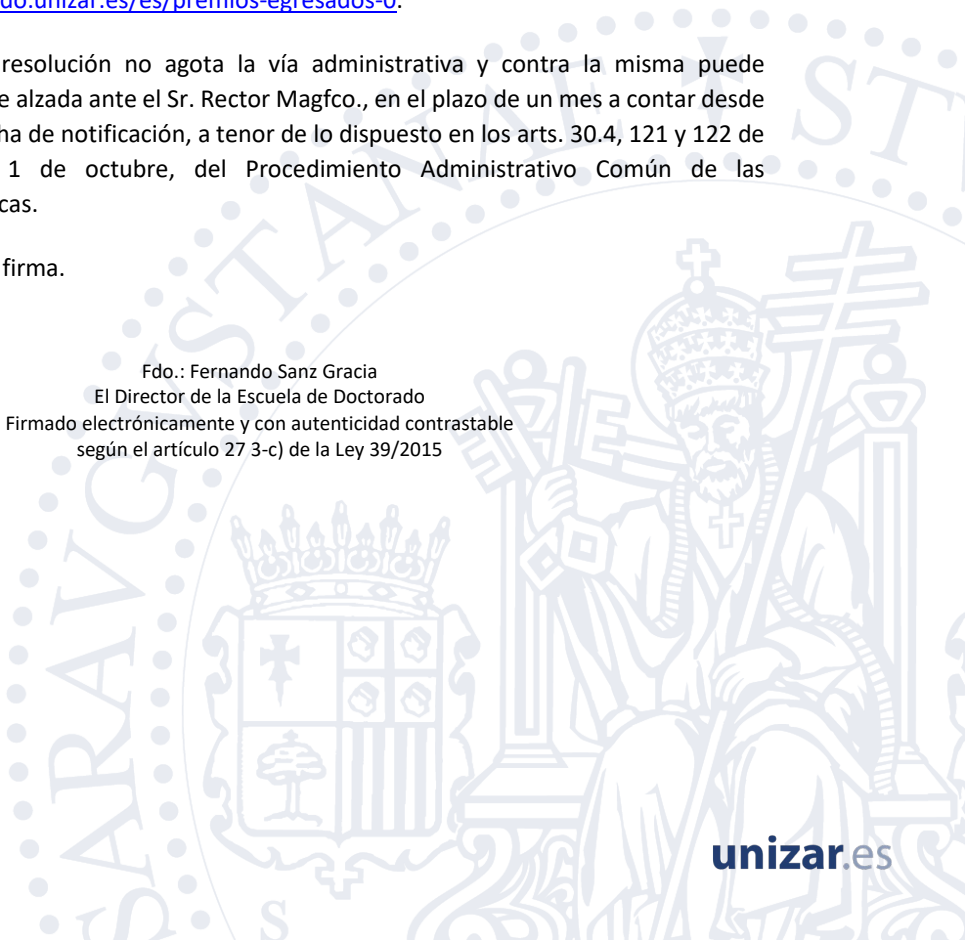 do.unizar.es/es/premios-egresados-0.
resolución no agota la vía administrativa y contra la misma puede
e alzada ante el Sr. Rector Magfco., en el plazo de un mes a contar desde
ha de notificación, a tenor de lo dispuesto en los arts. 30.4, 121 y 122 de
1 de octubre, del Procedimiento Administrativo Común de las
cas.
firma.
Fdo.: Fernando Sanz Gracia
El Director de la Escuela de Doctorado
Firmado electrónicamente y con autenticidad contrastable
según el artículo 27 3-c) de la Ley 39/2015
SARAVGVSTANAE ST
S
unizar.es